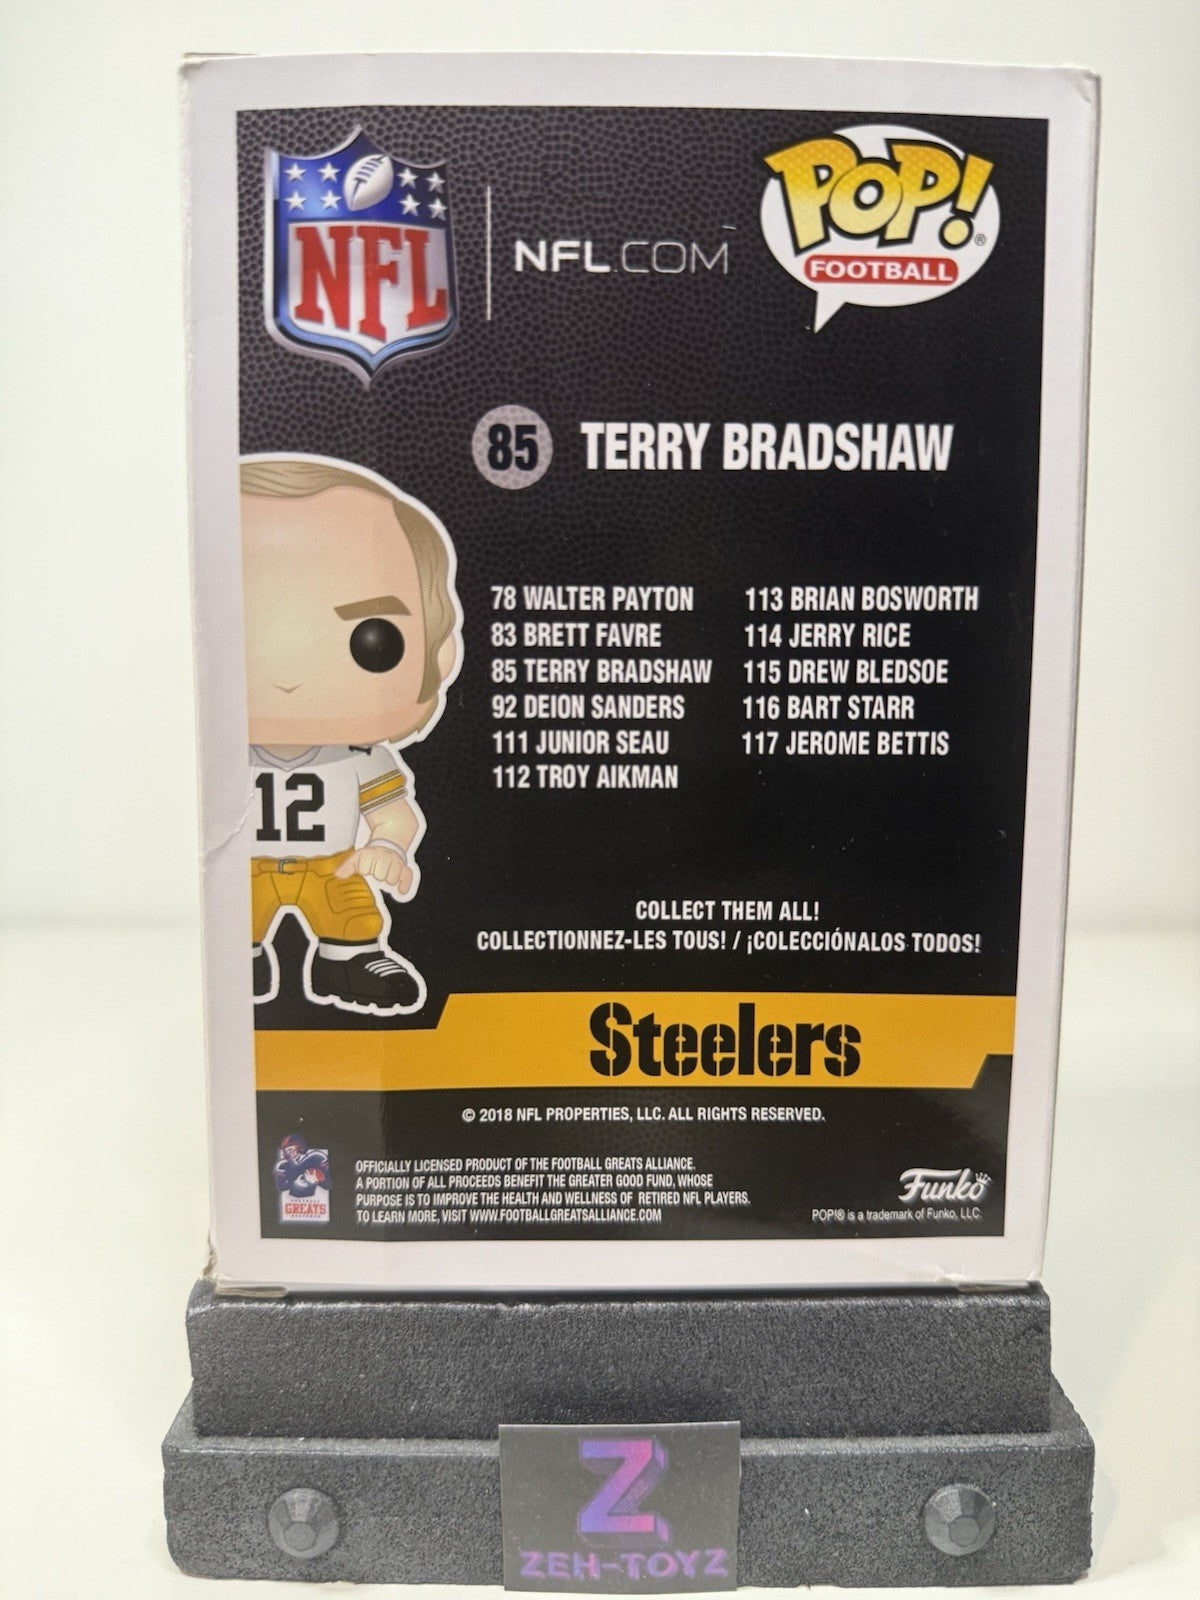 NFL
NFL.COM
POP!®
FOOTBALL
85 TERRY BRADSHAW
78 WALTER PAYTON
83 BRETT FAVRE
85 TERRY BRADSHAW
92 DEION SANDERS
111 JUNIOR SEAU
112 TROY AIKMAN
113 BRIAN BOSWORTH
114 JERRY RICE
115 DREW BLEDSOE
116 BART STARR
117 JEROME BETTIS
12
COLLECT THEM ALL!
COLLECTIONNEZ-LES TOUS! / ¡COLECCIÓNALOS TODOS!
Steelers
© 2018 NFL PROPERTIES, LLC. ALL RIGHTS RESERVED.
GREATS
OFFICIALLY LICENSED PRODUCT OF THE FOOTBALL GREATS ALLIANCE.
A PORTION OF ALL PROCEEDS BENEFIT THE GREATER GOOD FUND, WHOSE
PURPOSE IS TO IMPROVE THE HEALTH AND WELLNESS OF RETIRED NFL PLAYERS.
TO LEARN MORE, VISIT WWW.FOOTBALLGREATSALLIANCE.COM
Funko
POP!® is a trademark of Funko, LLC.
Z
ZEH-TOYZ